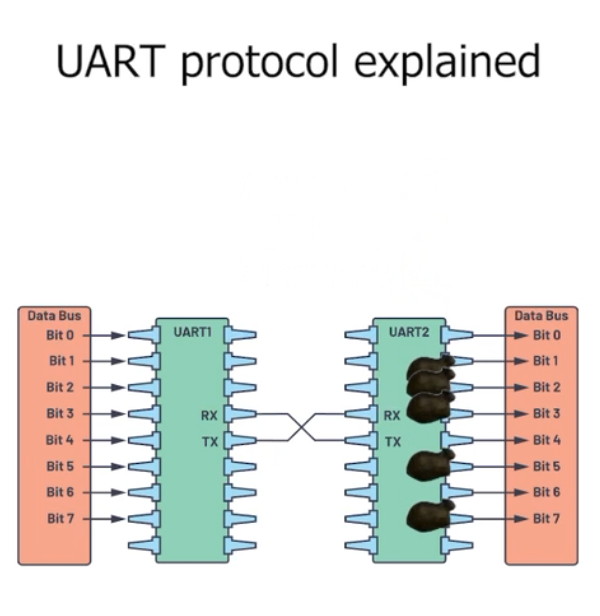 UART protocol explained
Data Bus
Bit 0
Bit 1
Bit 2
Bit 3
Bit 4
Bit 5
Bit 6
Bit 7
UART1
RX
TX
UART2
RX
TX
Data Bus
Bit 0
Bit 1
Bit 2
Bit 3
Bit 4
Bit 5
Bit 6
Bit 7